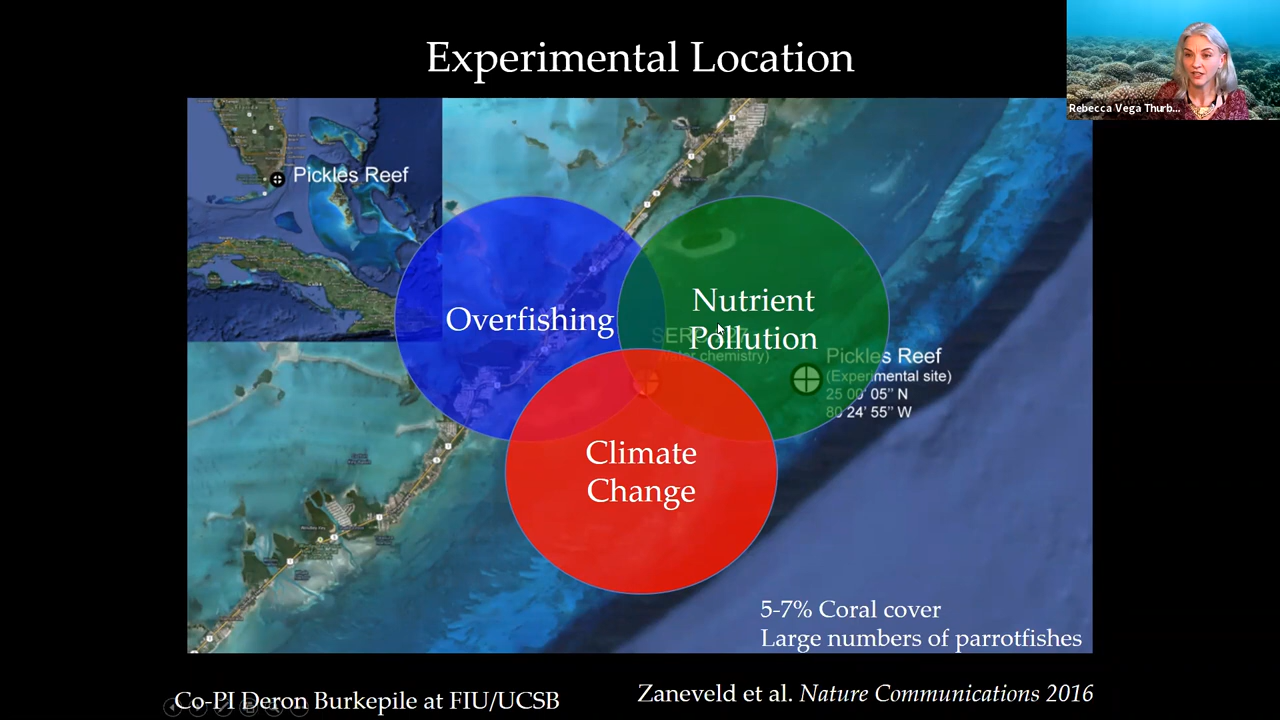 Experimental Location
Rebecca Vega Thurb...
Pickles Reef
Overfishing
Nutrient
Pollution
Pickles Reef
(Experimental site)
25 00' 05" N
80 24' 55" W
Climate
Change
5-7% Coral cover
Large numbers of parrotfishes
Co-PI Deron Burkepile at FIU/UCSB
Zaneveld et al. Nature Communications 2016